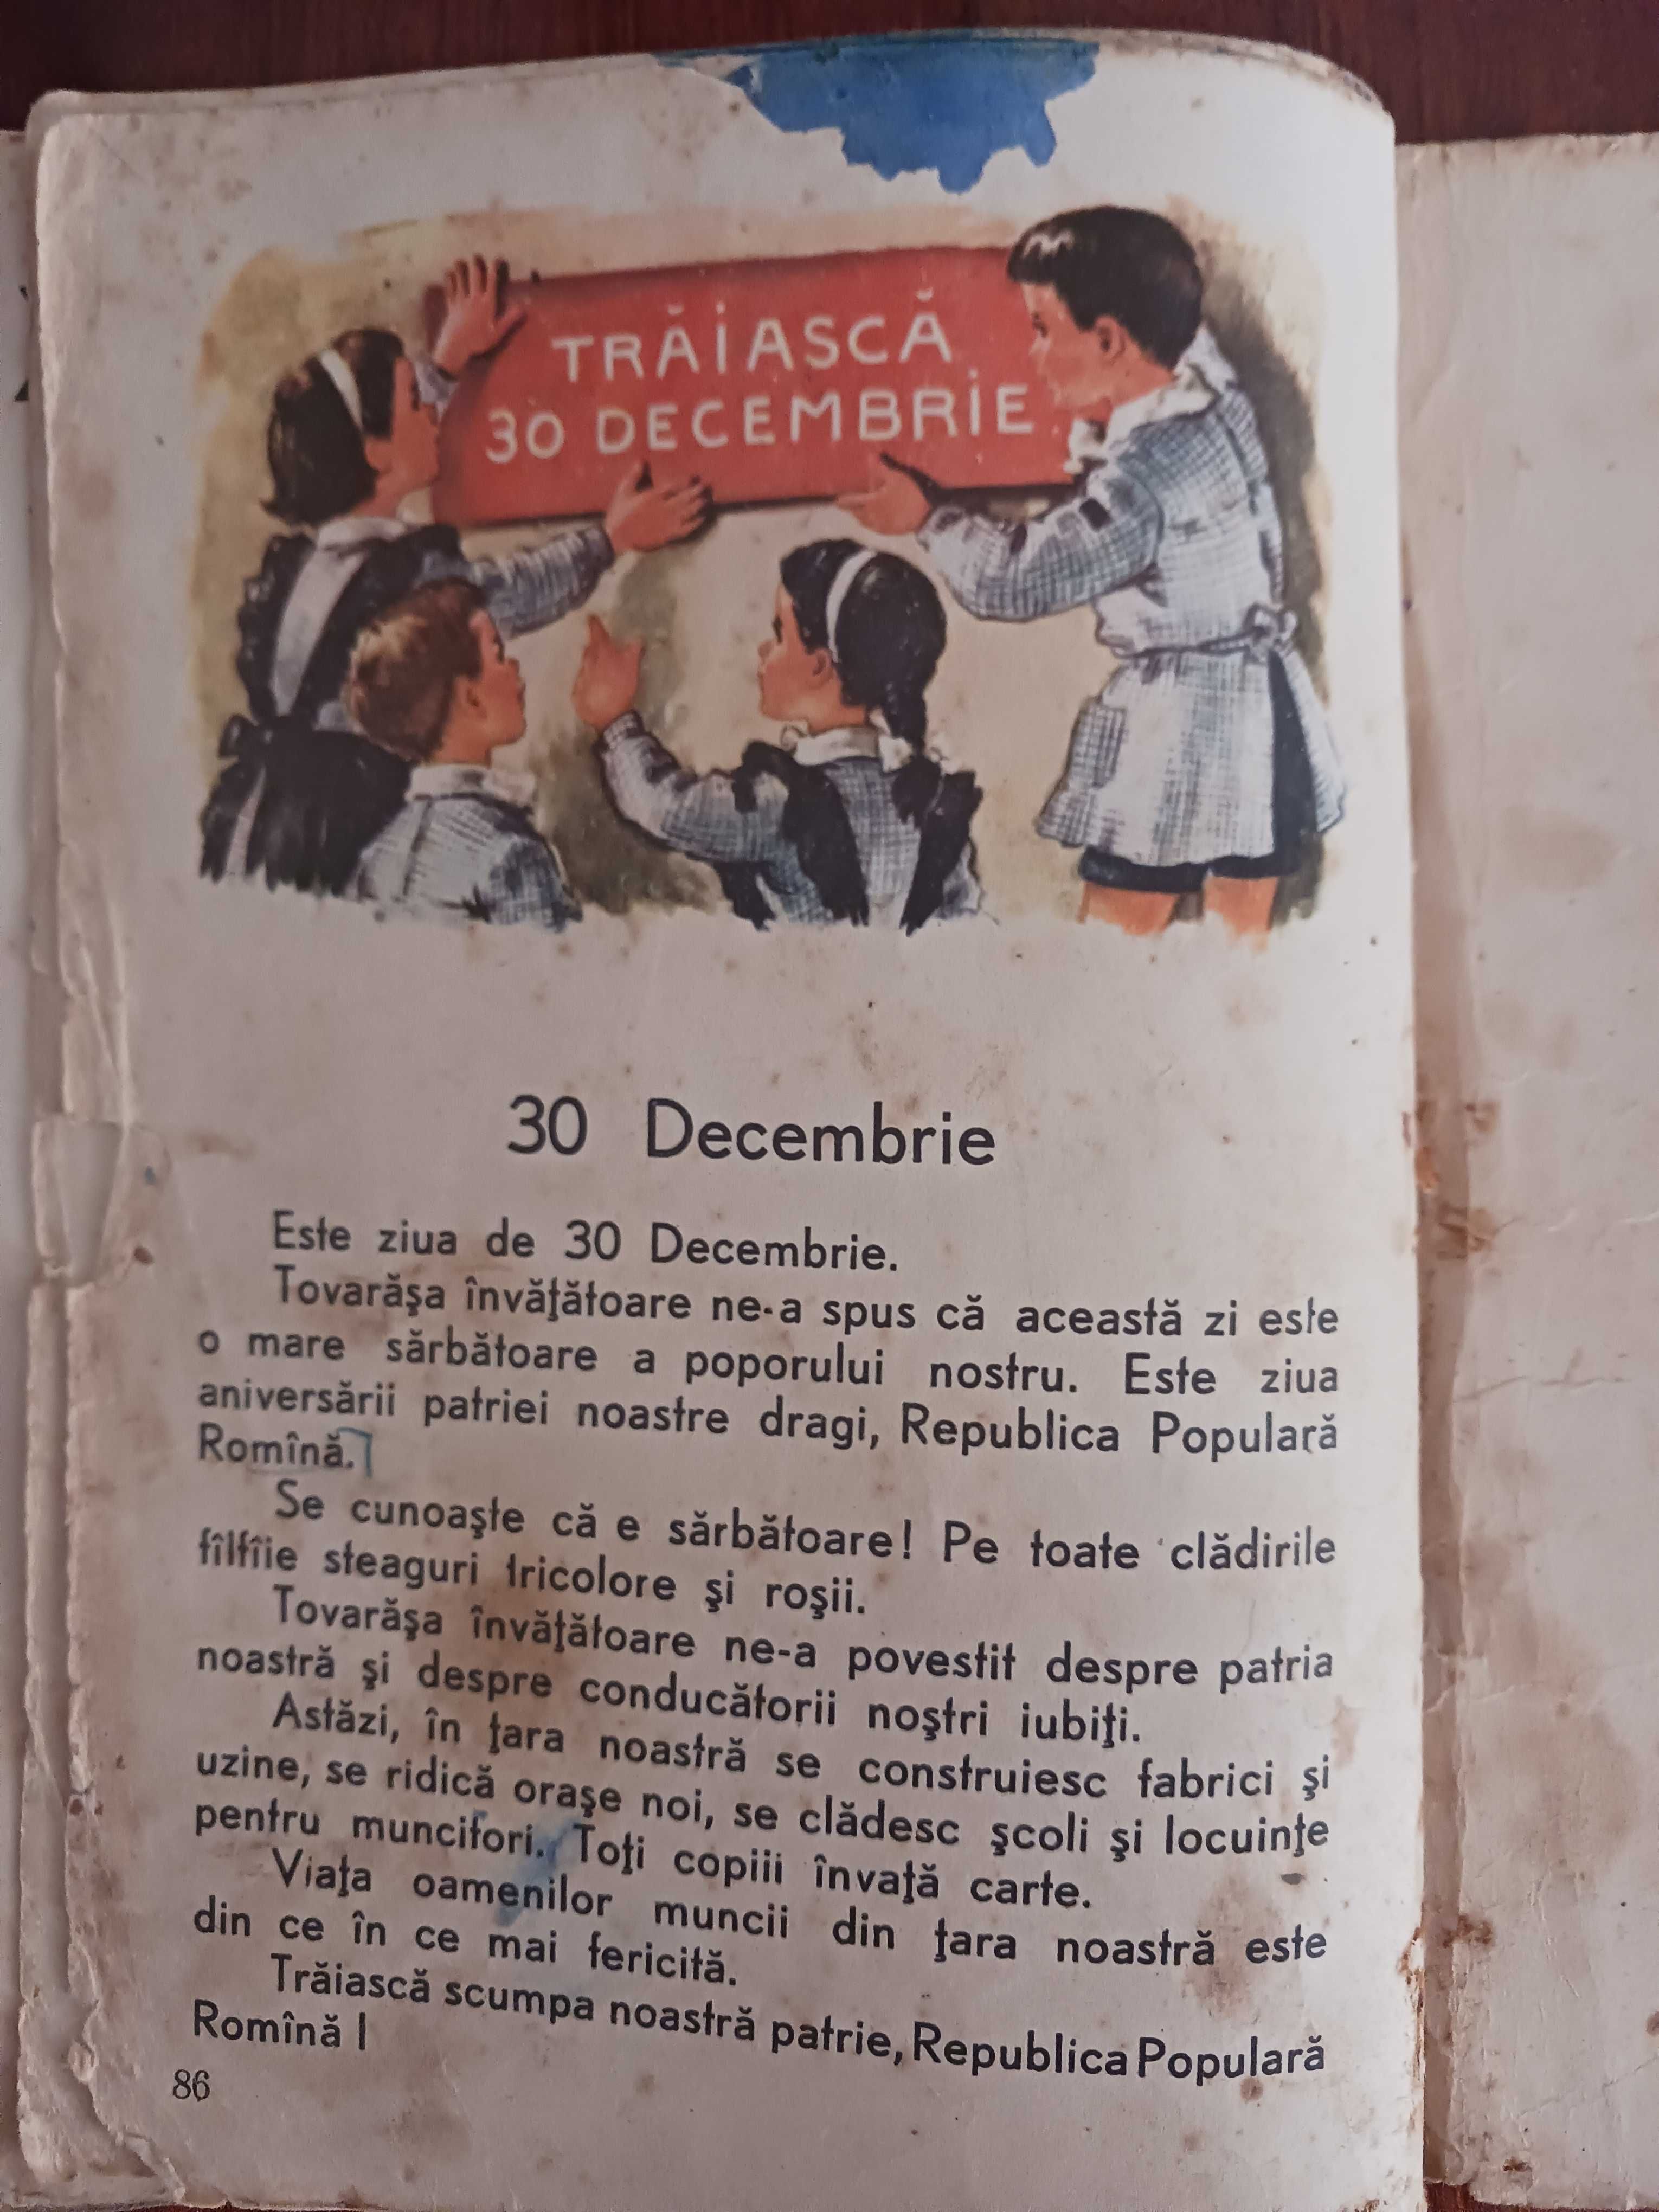 TRĂIASCĂ
30 DECEMBRIE
30 Decembrie
Este ziua de 30 Decembrie.
Tovarăşa învăţătoare ne-a spus că această zi este
o mare sărbătoare a poporului nostru. Este ziua
aniversării patriei noastre dragi, Republica Populară
Romînă.
Se cunoaşte că e sărbătoare! Pe toate clădirile
fîlfîie steaguri tricolore şi roşii.
Tovarăşa învăţătoare ne-a povestit despre patria
noastră şi despre conducătorii noştri iubiţi.
Astăzi, în ţara noastră se construiesc fabrici şi
uzine, se ridică oraşe noi, se clădesc şcoli şi locuinţe
pentru muncitori. Toţi copiii învaţă carte.
Viaţa oamenilor muncii din ţara noastră este
din ce în ce mai fericită.
Trăiască scumpa noastră patrie, Republica Populară
Romînă!
86